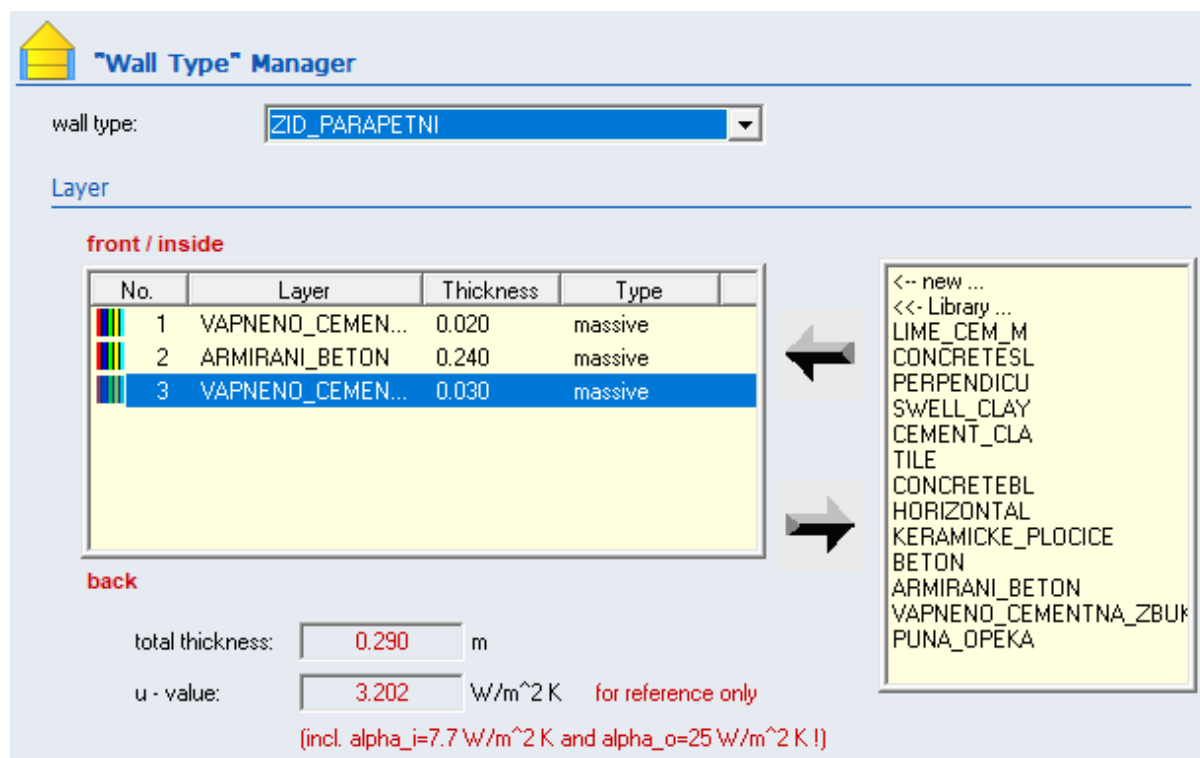 "Wall Type" Manager
wall type: ZID_PARAPETNI
Layer
front / inside
No. Layer Thickness Type
1 VAPNENO_CEMEN... 0.020 massive
2 ARMIRANI_BETON 0.240 massive
3 VAPNENO_CEMEN... 0.030 massive
back
total thickness: 0.290 m
u - value: 3.202 W/m^2 K for reference only
(incl. alpha_i=7.7 W/m^2 K and alpha_o=25 W/m^2 K !)
<-- new ...
<<- Library ...
LIME_CEM_M
CONCRETESL
PERPENDICU
SWELL_CLAY
CEMENT_CLA
TILE
CONCRETEBL
HORIZONTAL
KERAMICKE_PLOCICE
BETON
ARMIRANI_BETON
VAPNENO_CEMENTNA_ZBUK
PUNA_OPEKA